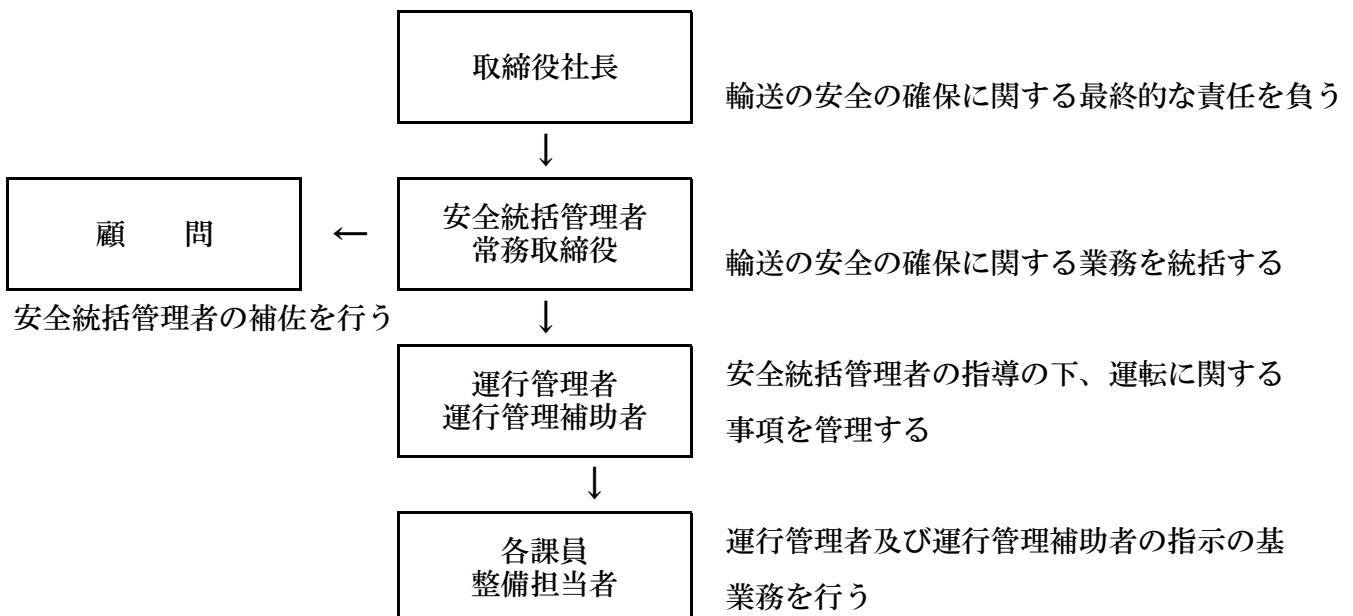 取締役社長
輸送の安全の確保に関する最終的な責任を負う
↓
顧　　問
←
安全統括管理者
常務取締役
輸送の安全の確保に関する業務を統括する
安全統括管理者の補佐を行う
↓
運行管理者
運行管理補助者
安全統括管理者の指導の下、運転に関する
事項を管理する
↓
各課員
整備担当者
運行管理者及び運行管理補助者の指示の基
業務を行う